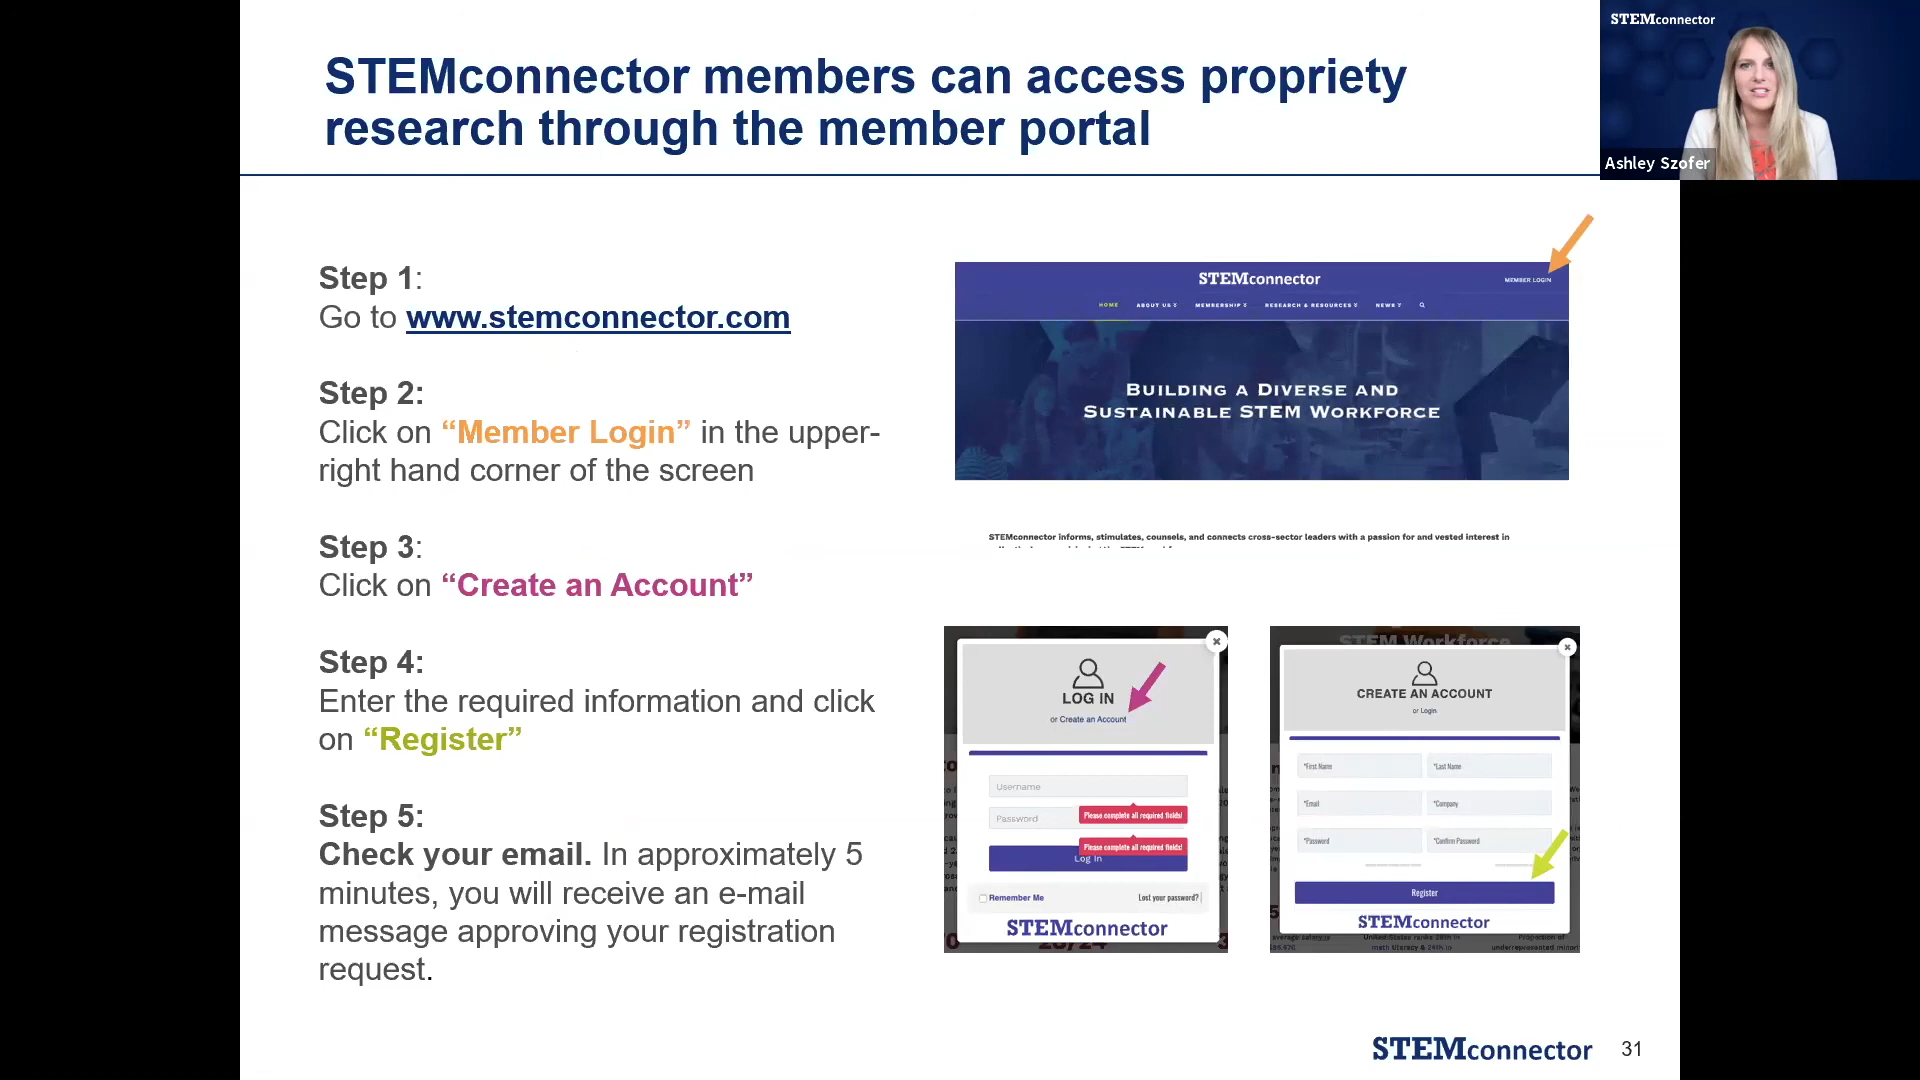 STEMconnector members can access propriety
research through the member portal
STEMconnector
Ashley Szofer
Step 1:
Go to www.stemconnector.com
Step 2:
Click on “Member Login” in the upper-
right hand corner of the screen
Step 3:
Click on “Create an Account”
Step 4:
Enter the required information and click
on “Register”
Step 5:
Check your email. In approximately 5
minutes, you will receive an e-mail
message approving your registration
request.
STEMconnector
MEMBER LOGIN
HOME ABOUT US MEMBERSHIP RESEARCH & RESOURCES NEWS
BUILDING A DIVERSE AND
SUSTAINABLE STEM WORKFORCE
STEMconnector informs, stimulates, counsels, and connects cross-sector leaders with a passion for and vested interest in
LOG IN
or Create an Account
Username
Password
Please complete all required fields!
Please complete all required fields!
Log In
Remember Me Lost your password?
STEMconnector
STEM Workforce
CREATE AN ACCOUNT
or Login
*First Name *Last Name
*Email *Company
*Password *Confirm Password
Register
STEMconnector
STEMconnector 31